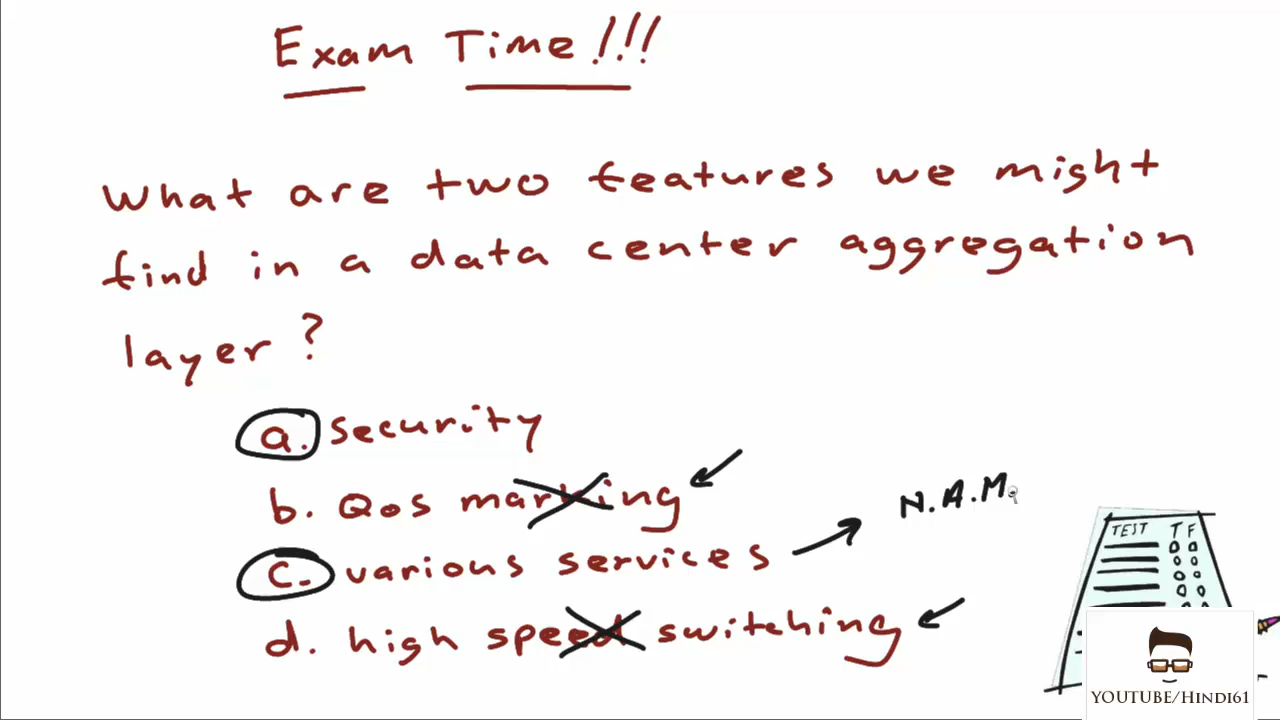 Exam Time!!!
What are two features we might
find in a data center aggregation
layer?
a. security
b. QoS marking
c. various services
N.A.M.
d. high speed switching
TEST T F
YOUTUBE/HINDI61